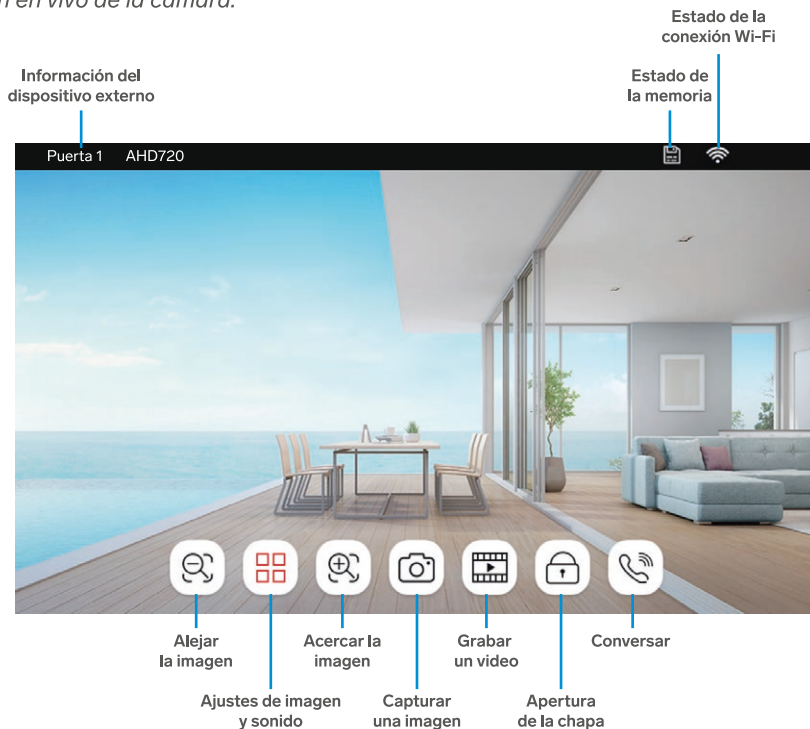 en vivo de la cámara.
Estado de la
conexión Wi-Fi
Información del
dispositivo externo
Estado de
la memoria
Puerta 1 AHD720
Alejar
la imagen
Acercar la
imagen
Grabar
un video
Conversar
Ajustes de imagen
y sonido
Capturar
una imagen
Apertura
de la chapa